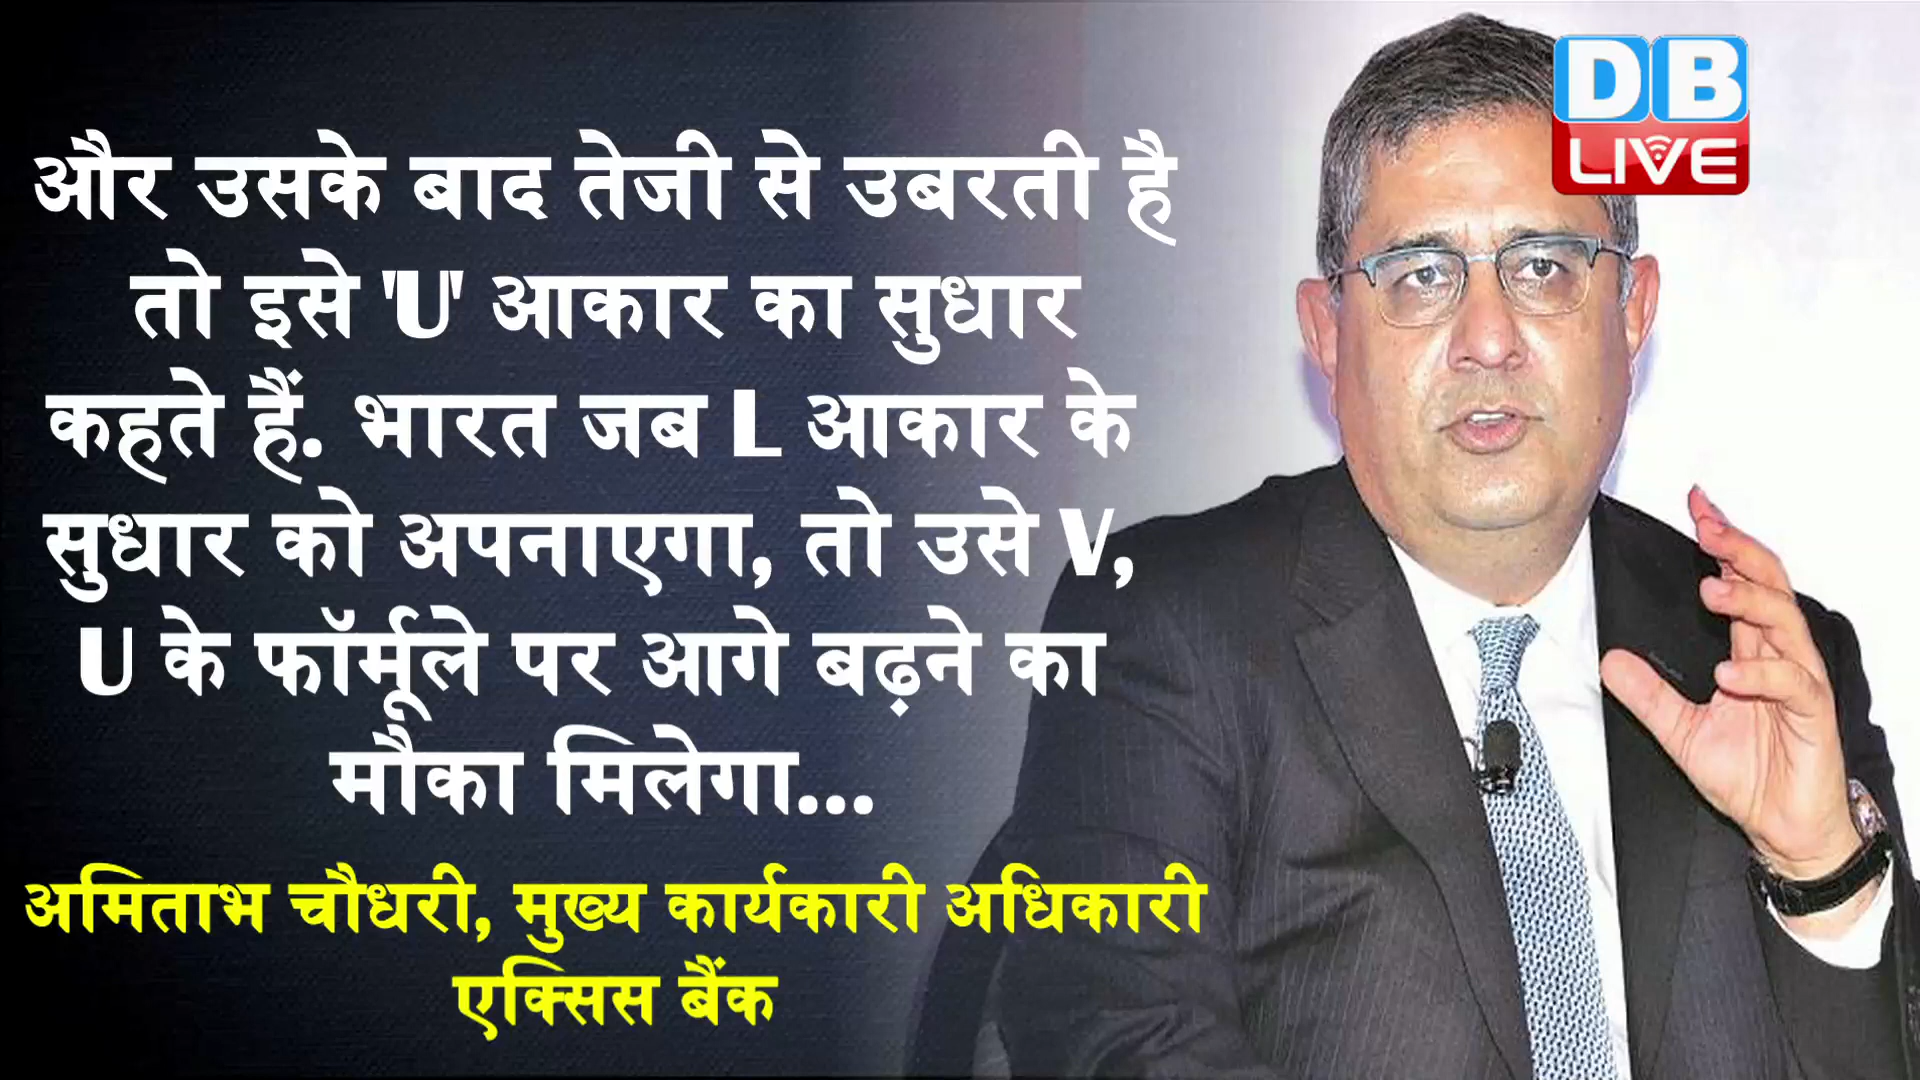 DB
LIVE
और उसके बाद तेजी से उबरती है
तो इसे 'U' आकार का सुधार
कहते हैं. भारत जब L आकार के
सुधार को अपनाएगा, तो उसे V,
U के फॉर्मूले पर आगे बढ़ने का
मौका मिलेगा...
अमिताभ चौधरी, मुख्य कार्यकारी अधिकारी
एक्सिस बैंक